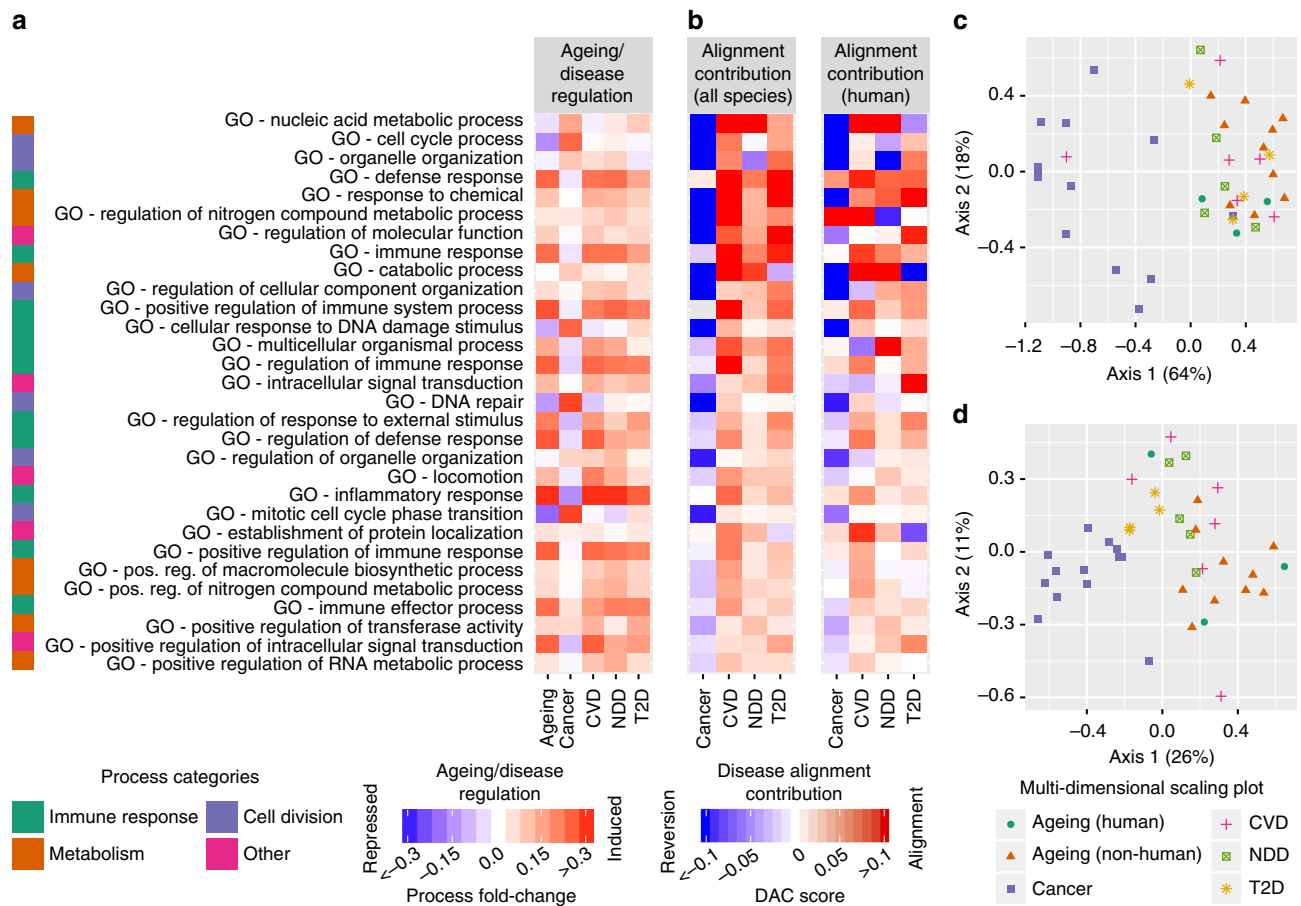 a
Ageing/
disease
regulation
GO - nucleic acid metabolic process
GO - cell cycle process
GO - organelle organization
GO - defense response
GO - response to chemical
GO - regulation of nitrogen compound metabolic process
GO - regulation of molecular function
GO - immune response
GO - catabolic process
GO - regulation of cellular component organization
GO - positive regulation of immune system process
GO - cellular response to DNA damage stimulus
GO - multicellular organismal process
GO - regulation of immune response
GO - intracellular signal transduction
GO - DNA repair
GO - regulation of response to external stimulus
GO - regulation of defense response
GO - regulation of organelle organization
GO - locomotion
GO - inflammatory response
GO - mitotic cell cycle phase transition
GO - establishment of protein localization
GO - positive regulation of immune response
GO - pos. reg. of macromolecule biosynthetic process
GO - pos. reg. of nitrogen compound metabolic process
GO - immune effector process
GO - positive regulation of transferase activity
GO - positive regulation of intracellular signal transduction
GO - positive regulation of RNA metabolic process
Ageing
Cancer
CVD
NDD
T2D
b
Alignment
contribution
(all species)
Alignment
contribution
(human)
Cancer
CVD
NDD
T2D
Cancer
CVD
NDD
T2D
Process categories
Immune response
Metabolism
Cell division
Other
Ageing/disease
regulation
Repressed
Induced
<–0.3
–0.15
0.0
0.15
>0.3
Process fold-change
Disease alignment
contribution
Reversion
Alignment
<–0.1
–0.05
0
0.05
>0.1
DAC score
c
Axis 2 (18%)
0.4
0.0
–0.4
–1.2 –0.8 –0.4 0.0 0.4
Axis 1 (64%)
d
Axis 2 (11%)
0.3
0.0
–0.3
–0.6
–0.4 0.0 0.4
Axis 1 (26%)
Multi-dimensional scaling plot
Ageing (human)
Ageing (non-human)
Cancer
CVD
NDD
T2D